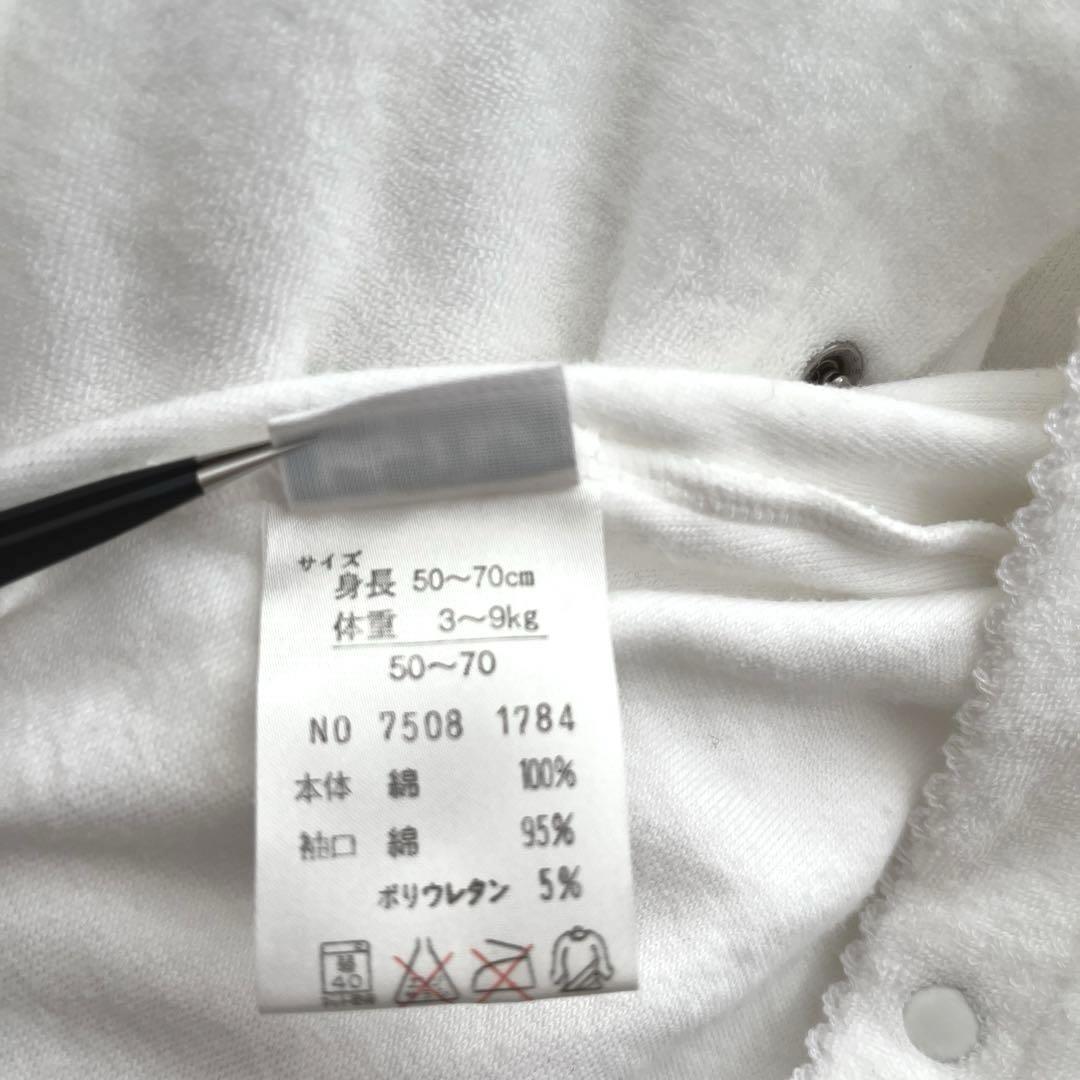 サイズ
身長 50～70cm
体重 3～9kg
50～70
NO 7508 1784
本体 綿 100%
袖口 綿 95%
ポリウレタン 5%
40